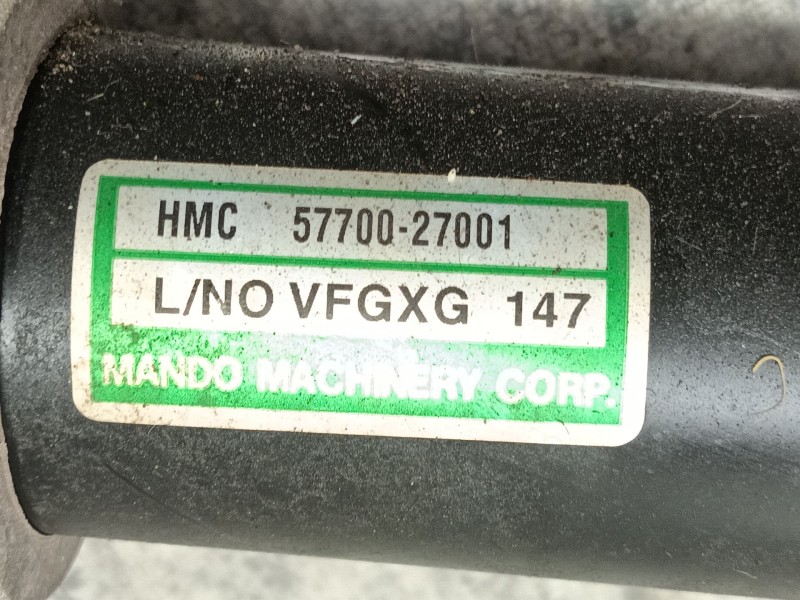 HMC 57700-27001
L/NO VFGXG 147
MANDO MACHINERY CORP.